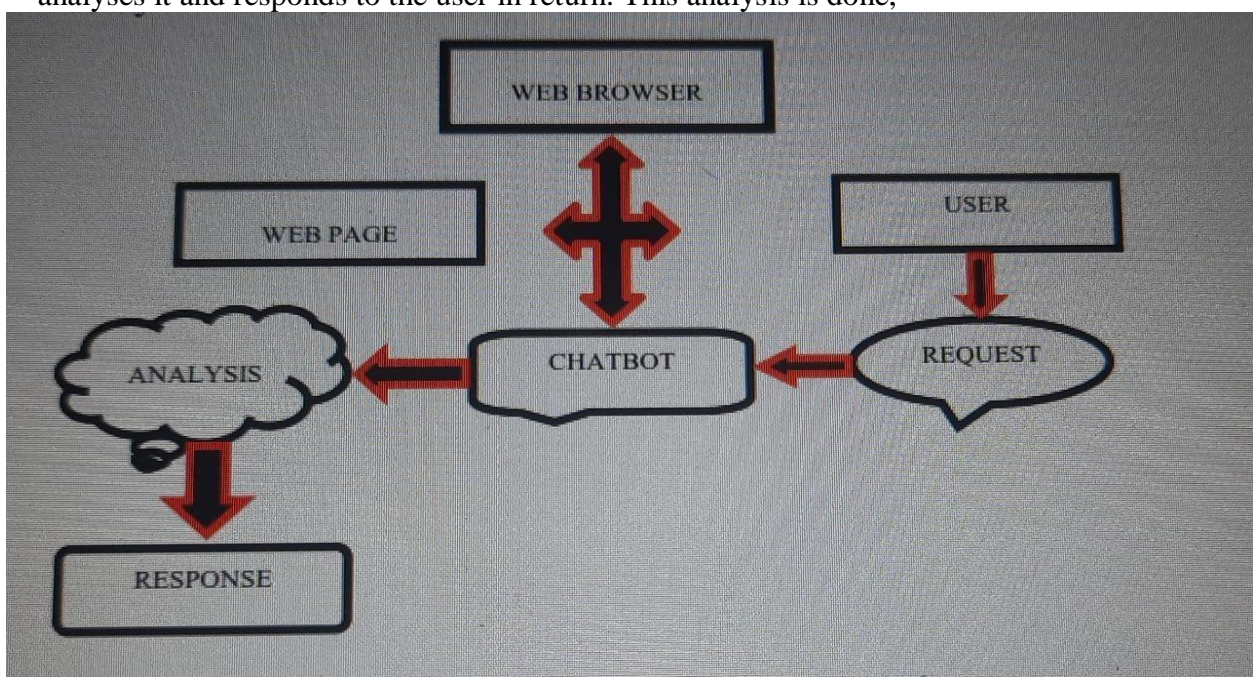 analyses it and responds to the user in return. This analysis is done,
WEB BROWSER
WEB PAGE
USER
ANALYSIS
CHATBOT
REQUEST
RESPONSE